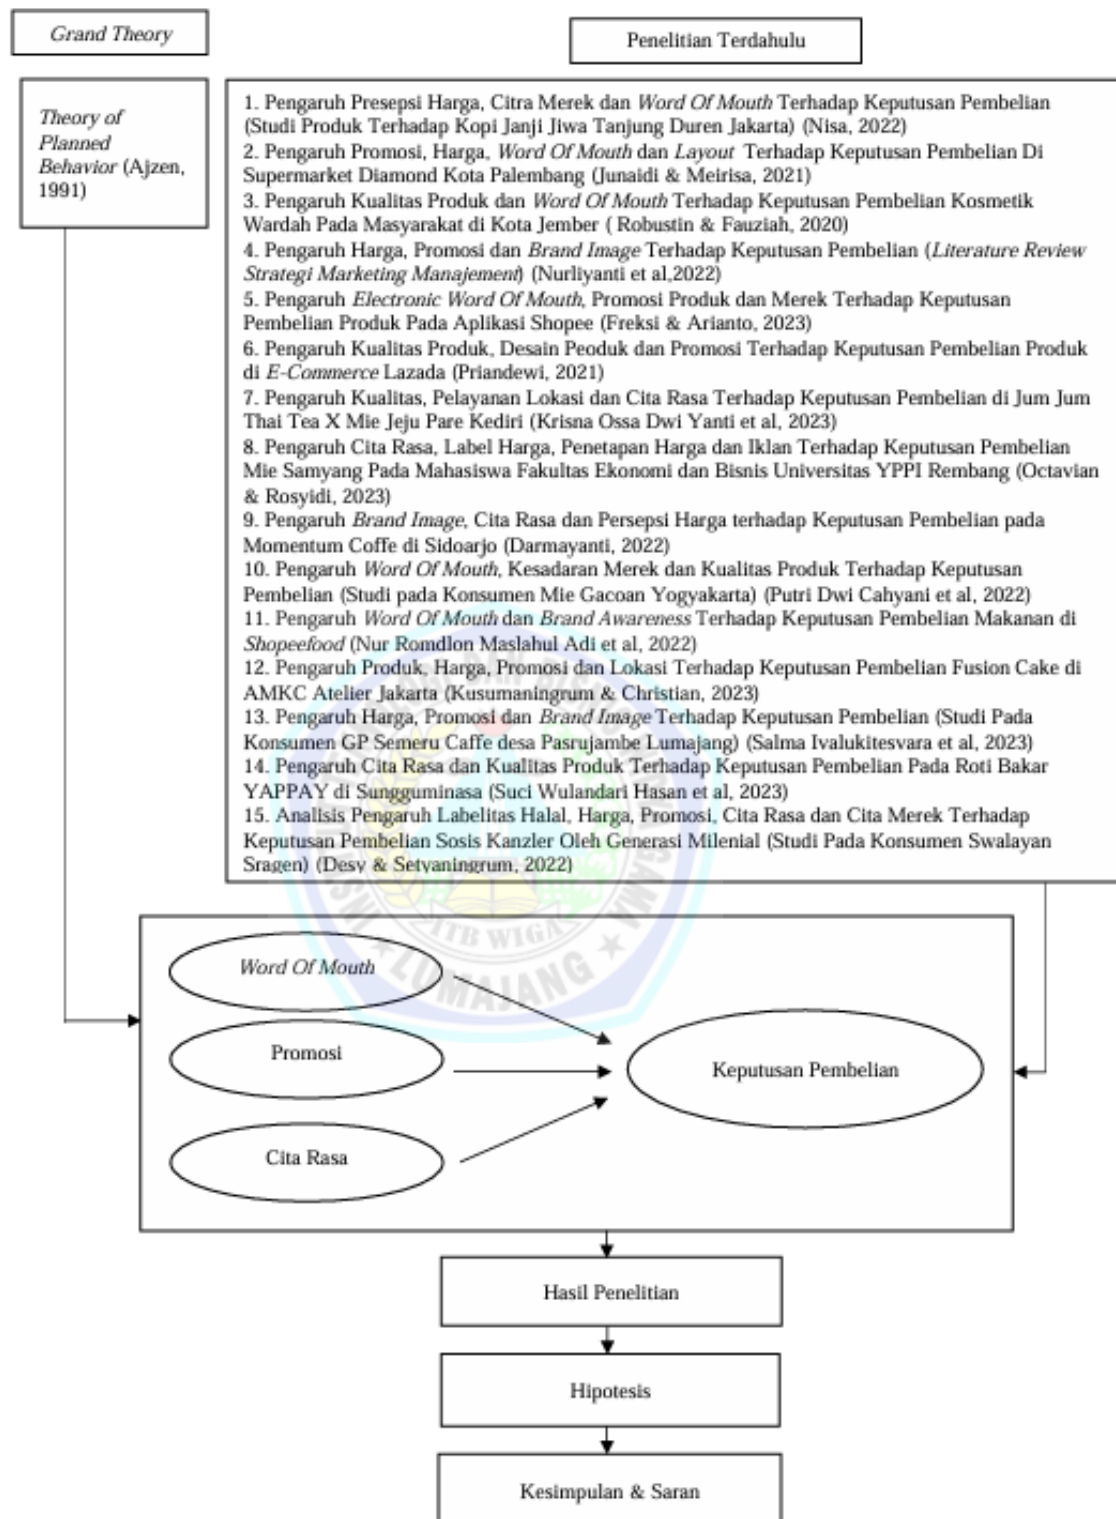 Grand Theory
Penelitian Terdahulu
Theory of
Planned
Behavior (Ajzen,
1991)
1. Pengaruh Presepsi Harga, Citra Merek dan Word Of Mouth Terhadap Keputusan Pembelian
(Studi Produk Terhadap Kopi Janji Jiwa Tanjung Duren Jakarta) (Nisa, 2022)
2. Pengaruh Promosi, Harga, Word Of Mouth dan Layout Terhadap Keputusan Pembelian Di
Supermarket Diamond Kota Palembang (Junaidi & Meirisa, 2021)
3. Pengaruh Kualitas Produk dan Word Of Mouth Terhadap Keputusan Pembelian Kosmetik
Wardah Pada Masyarakat di Kota Jember ( Robustin & Fauziah, 2020)
4. Pengaruh Harga, Promosi dan Brand Image Terhadap Keputusan Pembelian (Literature Review
Strategi Marketing Manajement) (Nurliyanti et al,2022)
5. Pengaruh Electronic Word Of Mouth, Promosi Produk dan Merek Terhadap Keputusan
Pembelian Produk Pada Aplikasi Shopee (Freksi & Arianto, 2023)
6. Pengaruh Kualitas Produk, Desain Peoduk dan Promosi Terhadap Keputusan Pembelian Produk
di E-Commerce Lazada (Priandewi, 2021)
7. Pengaruh Kualitas, Pelayanan Lokasi dan Cita Rasa Terhadap Keputusan Pembelian di Jum Jum
Thai Tea X Mie Jeju Pare Kediri (Krisna Ossa Dwi Yanti et al, 2023)
8. Pengaruh Cita Rasa, Label Harga, Penetapan Harga dan Iklan Terhadap Keputusan Pembelian
Mie Samyang Pada Mahasiswa Fakultas Ekonomi dan Bisnis Universitas YPPI Rembang (Octavian
& Rosyidi, 2023)
9. Pengaruh Brand Image, Cita Rasa dan Persepsi Harga terhadap Keputusan Pembelian pada
Momentum Coffe di Sidoarjo (Darmayanti, 2022)
10. Pengaruh Word Of Mouth, Kesadaran Merek dan Kualitas Produk Terhadap Keputusan
Pembelian (Studi pada Konsumen Mie Gacoan Yogyakarta) (Putri Dwi Cahyani et al, 2022)
11. Pengaruh Word Of Mouth dan Brand Awareness Terhadap Keputusan Pembelian Makanan di
Shopeefood (Nur Romdlon Maslahul Adi et al, 2022)
12. Pengaruh Produk, Harga, Promosi dan Lokasi Terhadap Keputusan Pembelian Fusion Cake di
AMKC Atelier Jakarta (Kusumaningrum & Christian, 2023)
13. Pengaruh Harga, Promosi dan Brand Image Terhadap Keputusan Pembelian (Studi Pada
Konsumen GP Semeru Caffe desa Pasrujambe Lumajang) (Salma Ivalukitesvara et al, 2023)
14. Pengaruh Cita Rasa dan Kualitas Produk Terhadap Keputusan Pembelian Pada Roti Bakar
YAPPAY di Sungguminasa (Suci Wulandari Hasan et al, 2023)
15. Analisis Pengaruh Labelitas Halal, Harga, Promosi, Cita Rasa dan Cita Merek Terhadap
Keputusan Pembelian Sosis Kanzler Oleh Generasi Milenial (Studi Pada Konsumen Swalayan
Sragen) (Desy & Setyaningrum, 2022)
ITB WIGA
LUMAJANG
Word Of Mouth
Promosi
Cita Rasa
Keputusan Pembelian
Hasil Penelitian
Hipotesis
Kesimpulan & Saran